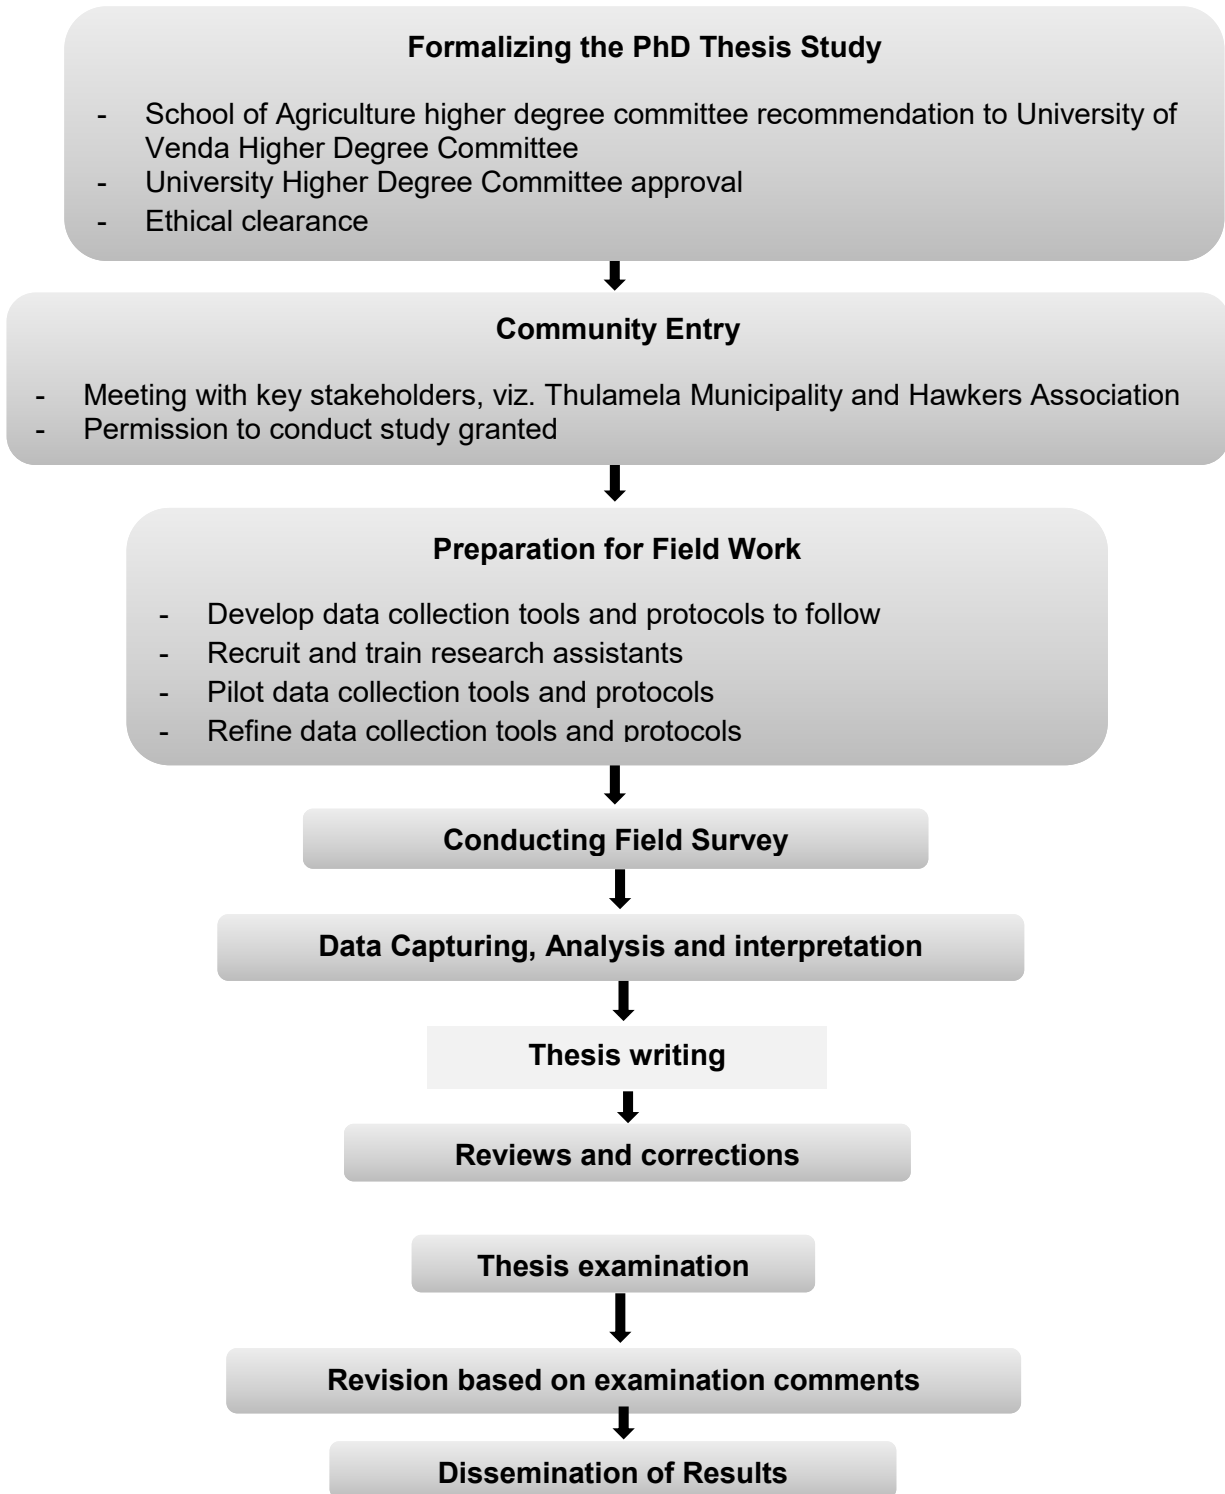 Formalizing the PhD Thesis Study
- School of Agriculture higher degree committee recommendation to University of
Venda Higher Degree Committee
- University Higher Degree Committee approval
- Ethical clearance
Community Entry
- Meeting with key stakeholders, viz. Thulamela Municipality and Hawkers Association
- Permission to conduct study granted
Preparation for Field Work
- Develop data collection tools and protocols to follow
- Recruit and train research assistants
- Pilot data collection tools and protocols
- Refine data collection tools and protocols
Conducting Field Survey
Data Capturing, Analysis and interpretation
Thesis writing
Reviews and corrections
Thesis examination
Revision based on examination comments
Dissemination of Results